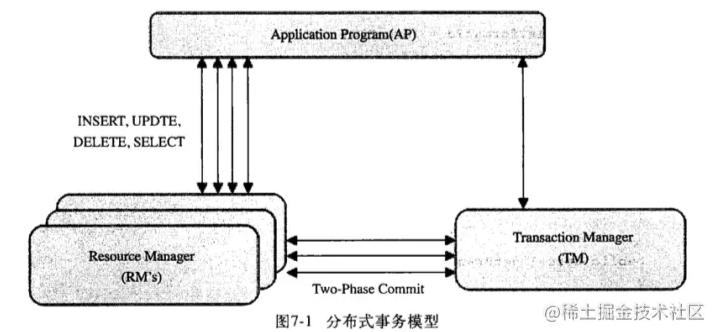 Application Program(AP)
INSERT, UPDTE,
DELETE, SELECT
Resource Manager
(RM's)
Transaction Manager
(TM)
Two-Phase Commit
图7-1 分布式事务模型
@稀土掘金技术社区